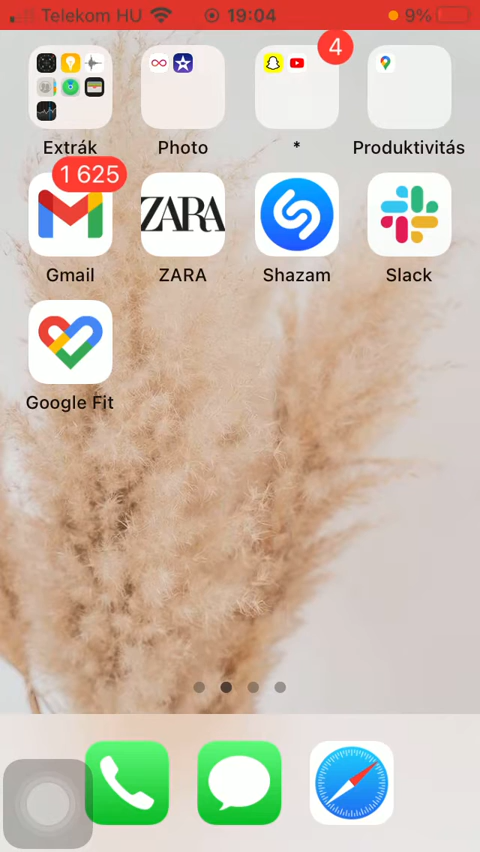 Telekom HU 19:04 9%
4
Extrák Photo * Produktivitás
1 625
ZARA
Gmail ZARA Shazam Slack
Google Fit